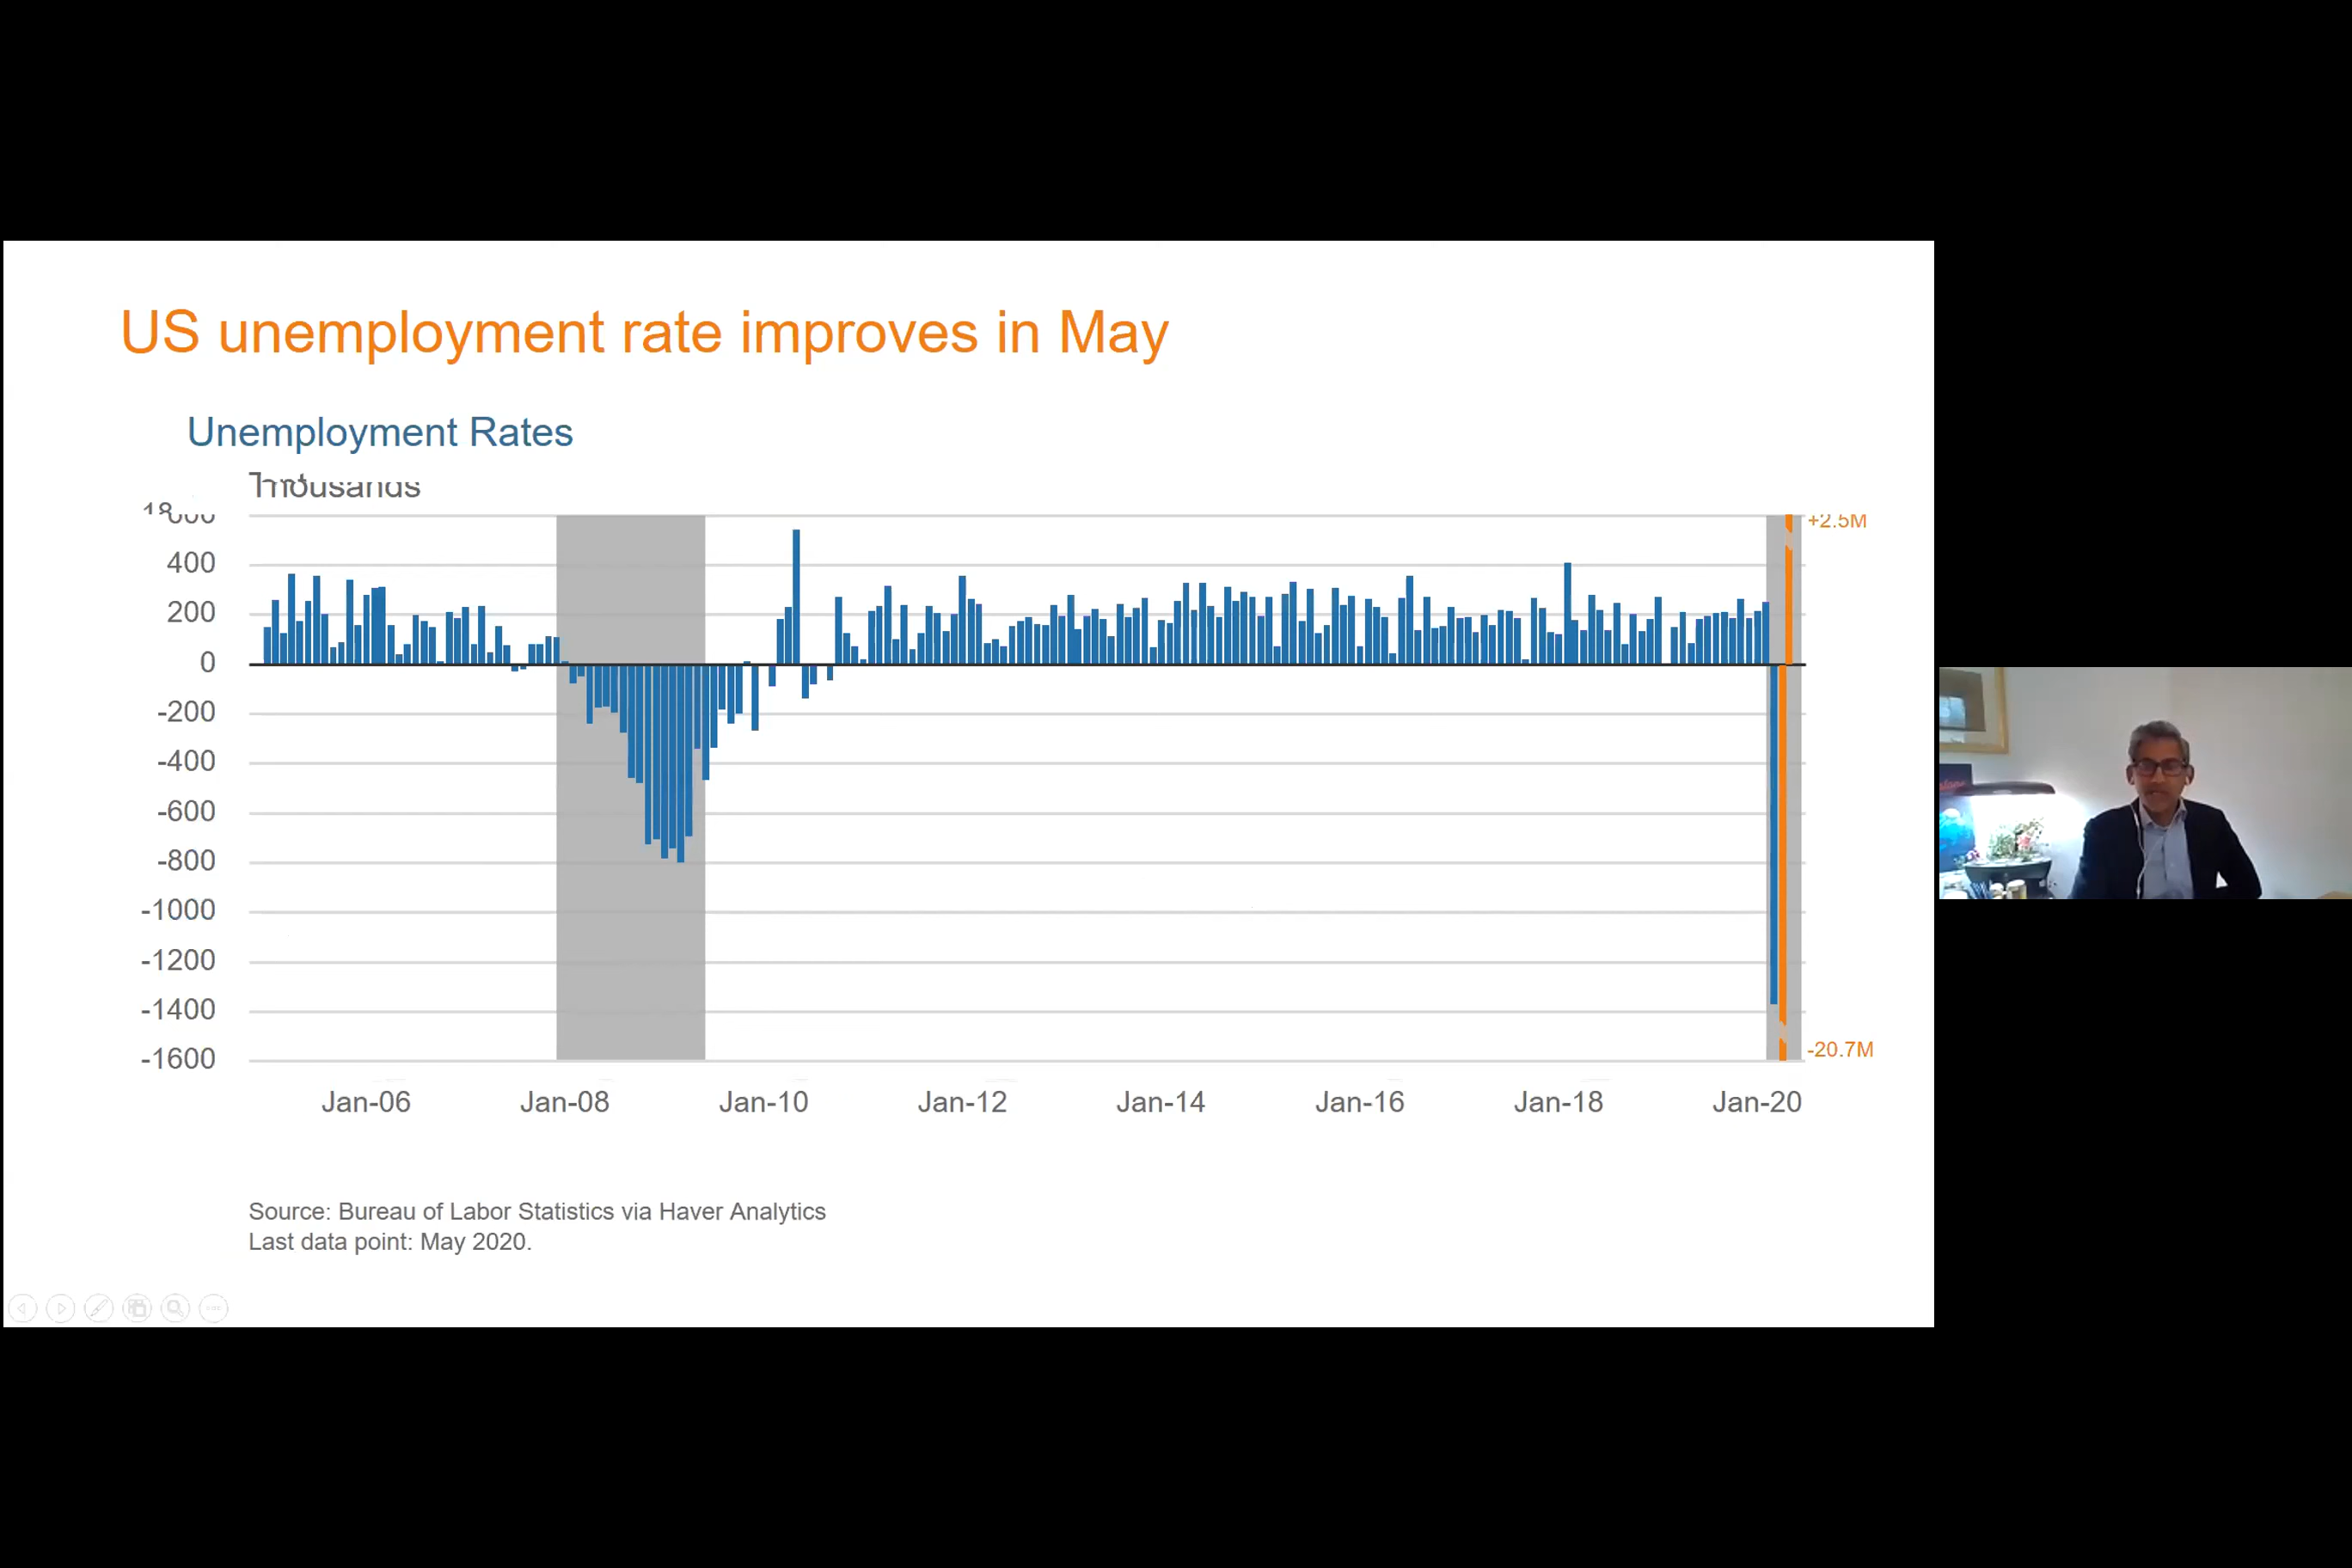 US unemployment rate improves in May
Unemployment Rates
Thousands
+2.5M
400
200
0
-200
-400
-600
-800
-1000
-1200
-1400
-1600
-20.7M
Jan-06 Jan-08 Jan-10 Jan-12 Jan-14 Jan-16 Jan-18 Jan-20
Source: Bureau of Labor Statistics via Haver Analytics
Last data point: May 2020.